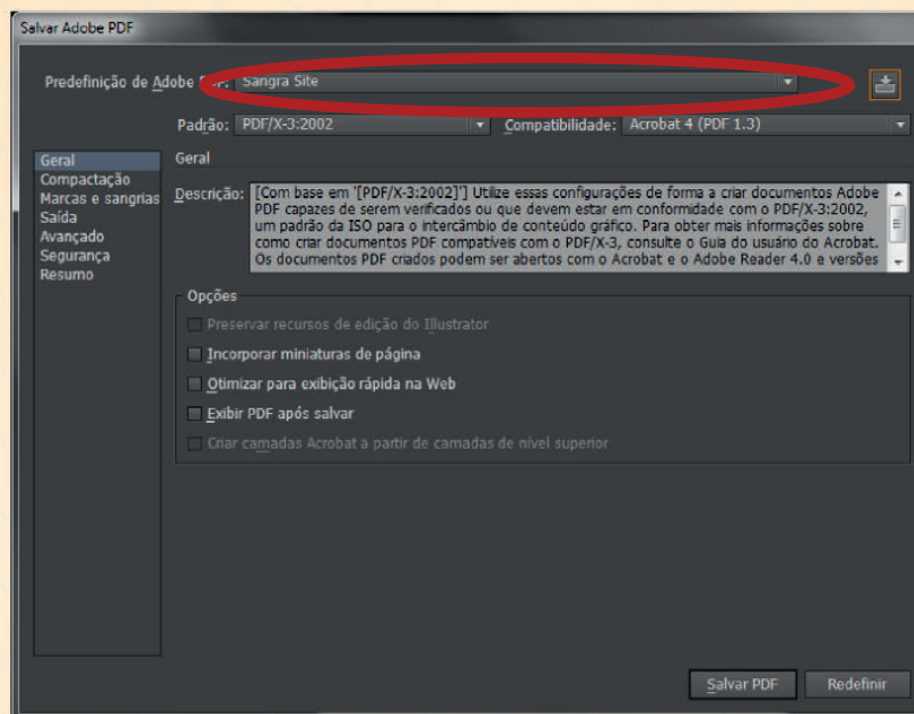 Salvar Adobe PDF
Predefinição de Adobe PDF: Sangra Site
Padrão: PDF/X-3:2002 Compatibilidade: Acrobat 4 (PDF 1.3)
Geral
Compactação
Marcas e sangrias
Saída
Avançado
Segurança
Resumo
Geral
Descrição: [Com base em '[PDF/X-3:2002]'] Utilize essas configurações de forma a criar documentos Adobe
PDF capazes de serem verificados ou que devem estar em conformidade com o PDF/X-3:2002,
um padrão da ISO para o intercâmbio de conteúdo gráfico. Para obter mais informações sobre
como criar documentos PDF compatíveis com o PDF/X-3, consulte o Guia do usuário do Acrobat.
Os documentos PDF criados podem ser abertos com o Acrobat e o Adobe Reader 4.0 e versões
Opções
Preservar recursos de edição do Illustrator
Incorporar miniaturas de página
Otimizar para exibição rápida na Web
Exibir PDF após salvar
Criar camadas Acrobat a partir de camadas de nível superior
Salvar PDF Redefinir